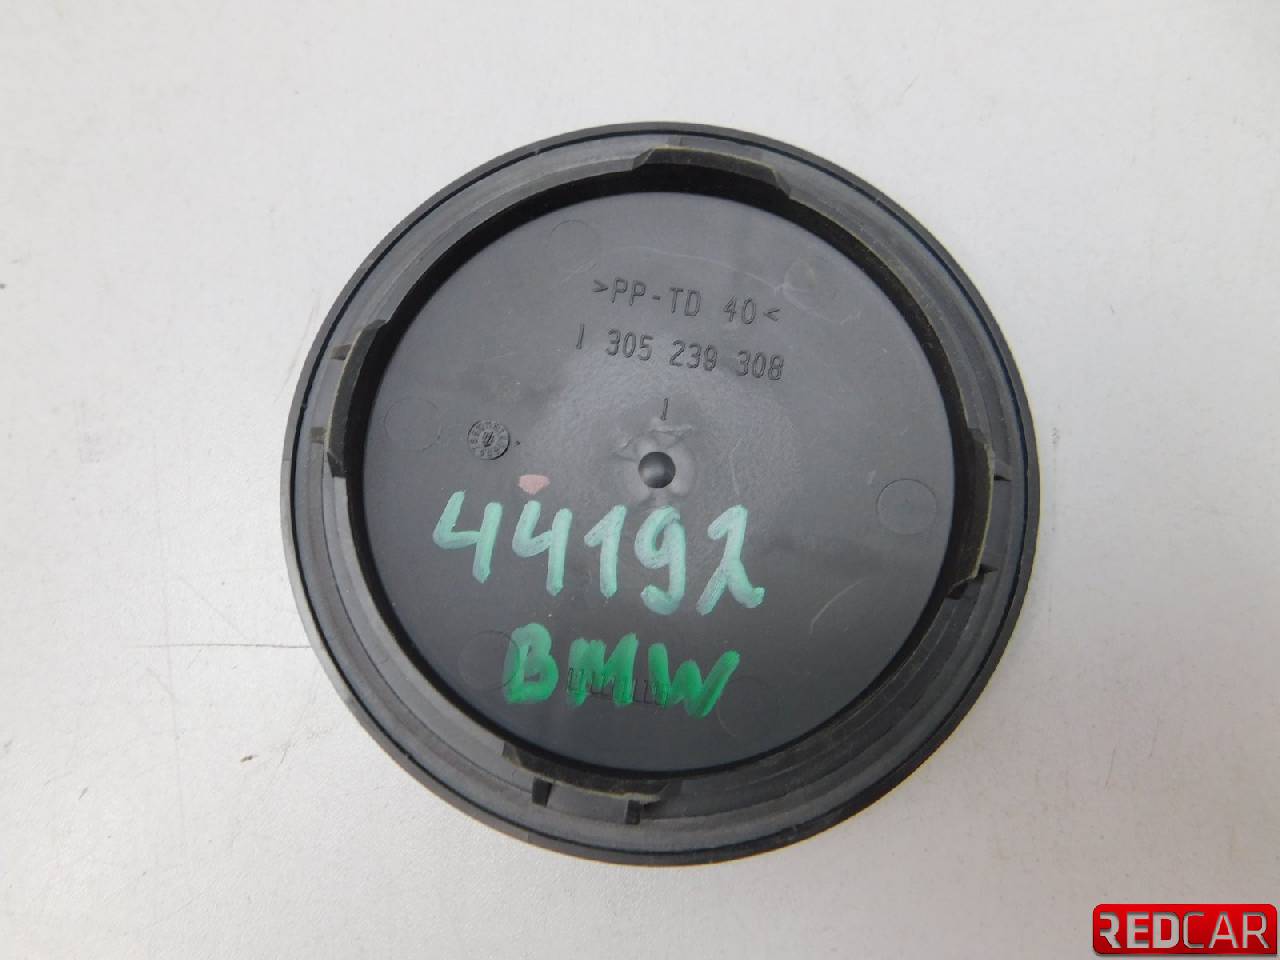 >PP-TD 40<
1 305 239 308
1
44192
BMW
REDCAR